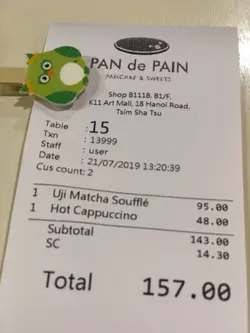 PAN de PAIN
PANCAKE & SWEETS
Shop B111B, B1/F,
K11 Art Mall, 18 Hanoi Road,
Tsim Sha Tsu
Table :15
Txn :13999
Staff :user
Date :21/07/2019 13:20:39
Cus count: 2
1 Uji Matcha Soufflé 95.00
1 Hot Cappuccino 48.00
Subtotal 143.00
SC 14.30
Total 157.00